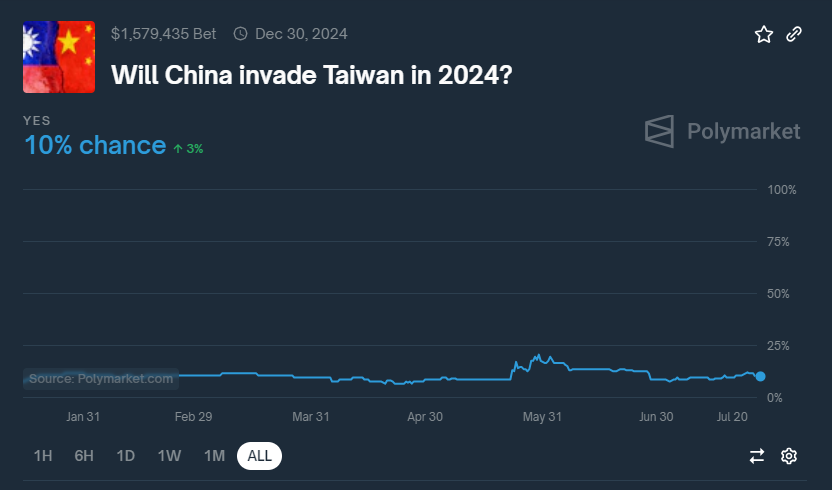 $1,579,435 Bet Dec 30, 2024
Will China invade Taiwan in 2024?
YES
10% chance ↑ 3%
Polymarket
100%
75%
50%
25%
Source: Polymarket.com
0%
Jan 31 Feb 29 Mar 31 Apr 30 May 31 Jun 30 Jul 20
1H 6H 1D 1W 1M ALL